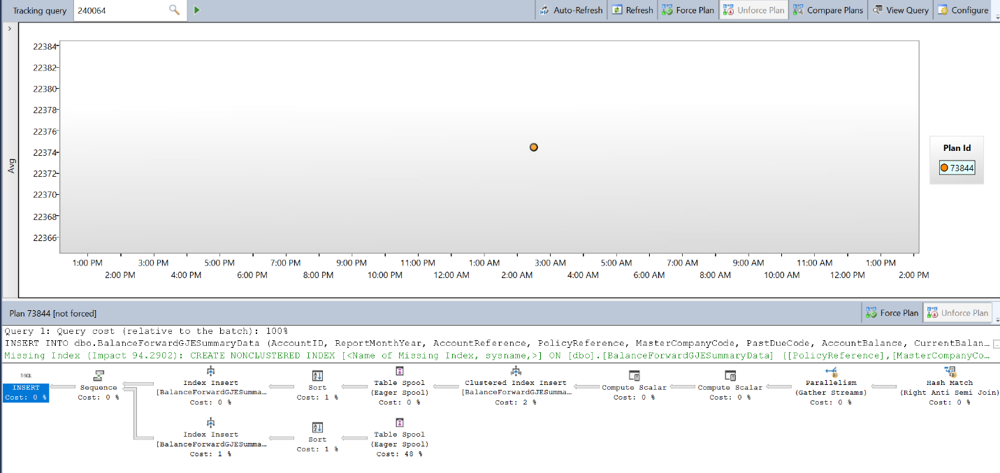 Tracking query 240064 Auto-Refresh Refresh Force Plan Unforce Plan Compare Plans View Query Configure
22384
22382
22380
22378
22376
22374
22372
22370
22368
22366
Avg
Plan Id
73844
1:00 PM 3:00 PM 5:00 PM 7:00 PM 9:00 PM 11:00 PM 1:00 AM 3:00 AM 5:00 AM 7:00 AM 9:00 AM 11:00 AM 1:00 PM
2:00 PM 4:00 PM 6:00 PM 8:00 PM 10:00 PM 12:00 AM 2:00 AM 4:00 AM 6:00 AM 8:00 AM 10:00 AM 12:00 PM 2:00 PM
Plan 73844 [not forced] Force Plan Unforce Plan
Query 1: Query cost (relative to the batch): 100%
INSERT INTO dbo.BalanceForwardGJESummaryData (AccountID, ReportMonthYear, AccountReference, PolicyReference, MasterCompanyCode, PastDueCode, AccountBalance, CurrentBalan...
Missing Index (Impact 94.2902): CREATE NONCLUSTERED INDEX [<Name of Missing Index, sysname,>] ON [dbo].[BalanceForwardGJESummaryData] ([PolicyReference],[MasterCompanyCo...
T-SQL
INSERT
Cost: 0 %
Sequence
Cost: 0 %
Index Insert
[BalanceForwardGJESumma...
Cost: 0 %
Sort
Cost: 1 %
Table Spool
(Eager Spool)
Cost: 0 %
Clustered Index Insert
[BalanceForwardGJESumma...
Cost: 2 %
Compute Scalar
Cost: 0 %
Compute Scalar
Cost: 0 %
Parallelism
(Gather Streams)
Cost: 0 %
Hash Match
(Right Anti Semi Join)
Cost: 0 %
Index Insert
[BalanceForwardGJESumma...
Cost: 1 %
Sort
Cost: 1 %
Table Spool
(Eager Spool)
Cost: 48 %